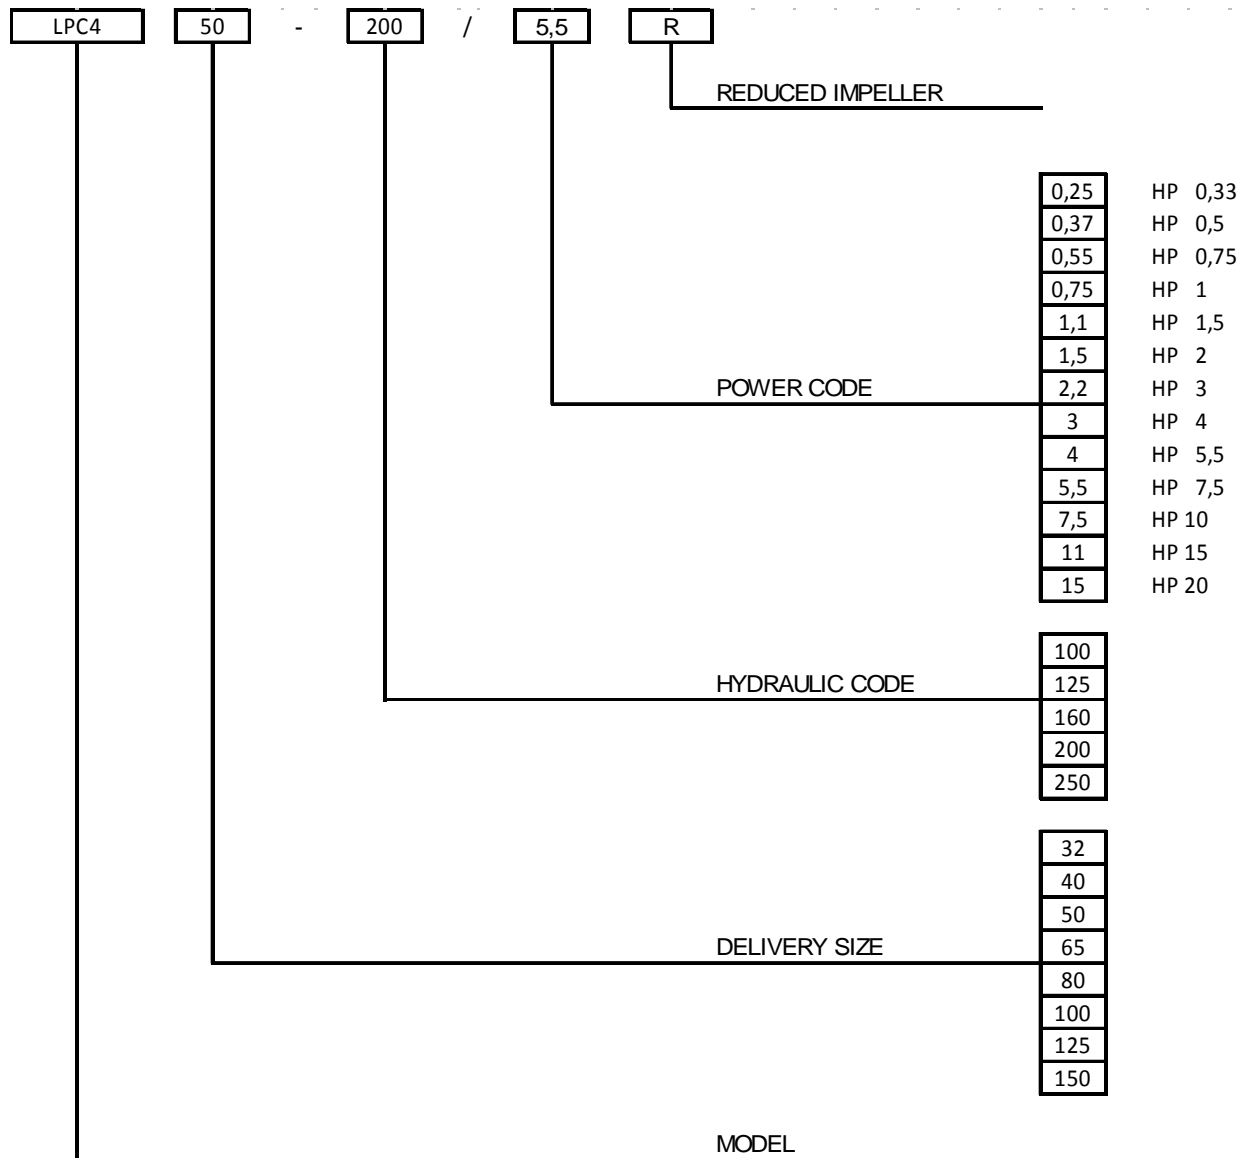 LPC4 50 - 200 / 5,5 R
REDUCED IMPELLER
0,25 HP 0,33
0,37 HP 0,5
0,55 HP 0,75
0,75 HP 1
1,1 HP 1,5
1,5 HP 2
POWER CODE 2,2 HP 3
3 HP 4
4 HP 5,5
5,5 HP 7,5
7,5 HP 10
11 HP 15
15 HP 20
100
HYDRAULIC CODE 125
160
200
250
32
40
50
DELIVERY SIZE 65
80
100
125
150
MODEL